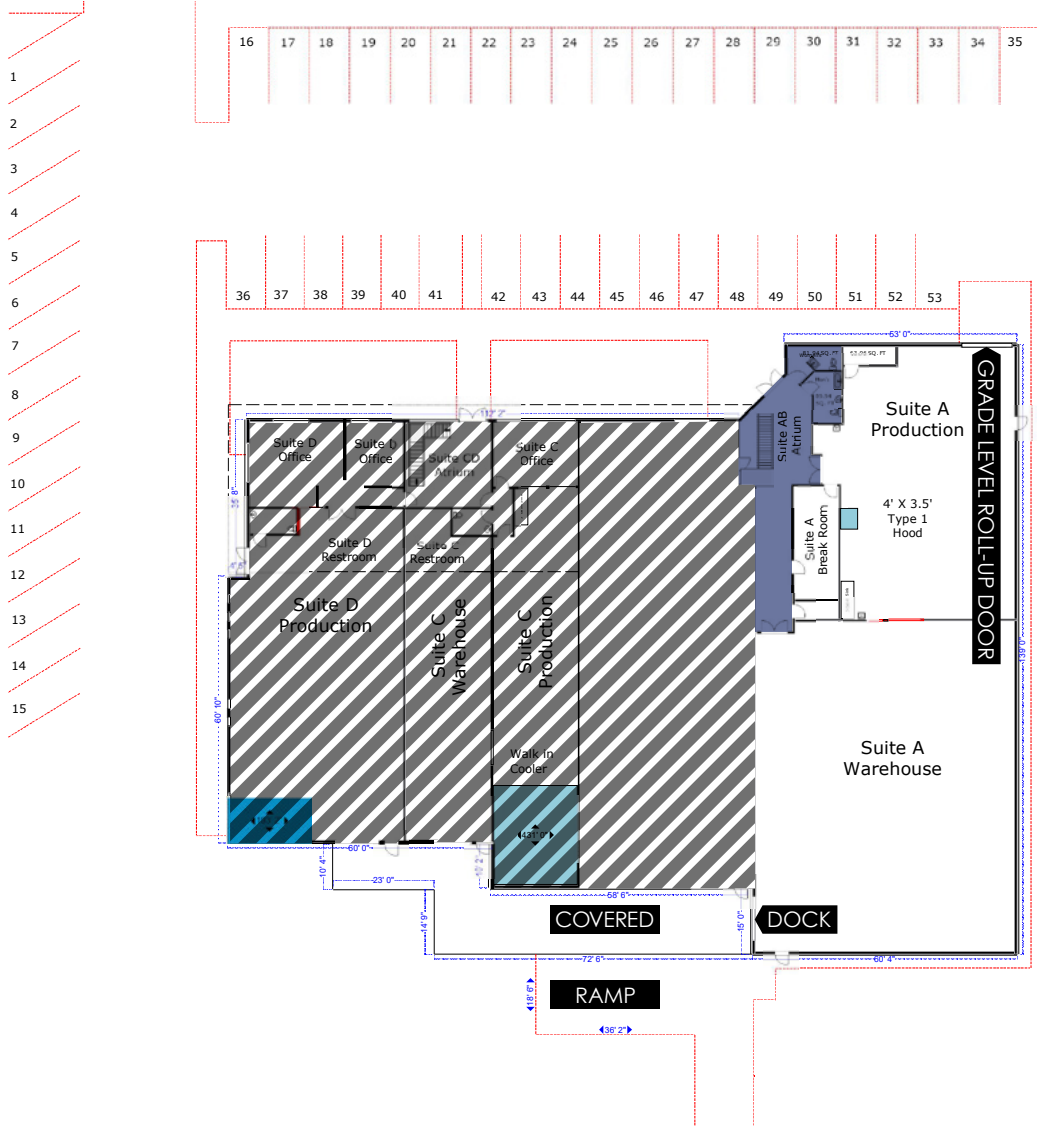 16 17 18 19 20 21 22 23 24 25 26 27 28 29 30 31 32 33 34 35
1
2
3
4
5
6
7
8
9
10
11
12
13
14
15
36 37 38 39 40 41 42 43 44 45 46 47 48 49 50 51 52 53
53' 0"
112' 2"
GRADE LEVEL ROLL-UP DOOR
139' 0"
Suite A
Production
4' X 3.5'
Type 1
Hood
Suite AB
Atrium
Suite A
Break Room
Suite D
Office
Suite D
Office
Suite CD
Atrium
Suite C
Office
Suite D
Restroom
Suite C
Restroom
Suite D
Production
Suite C
Warehouse
Suite C
Production
60' 10"
Walk in
Cooler
431' 0"
Suite A
Warehouse
60' 0"
10' 4"
23' 0"
14' 9"
58' 6"
15' 0"
COVERED
DOCK
72' 6"
60' 4"
18' 6"
RAMP
36' 2"